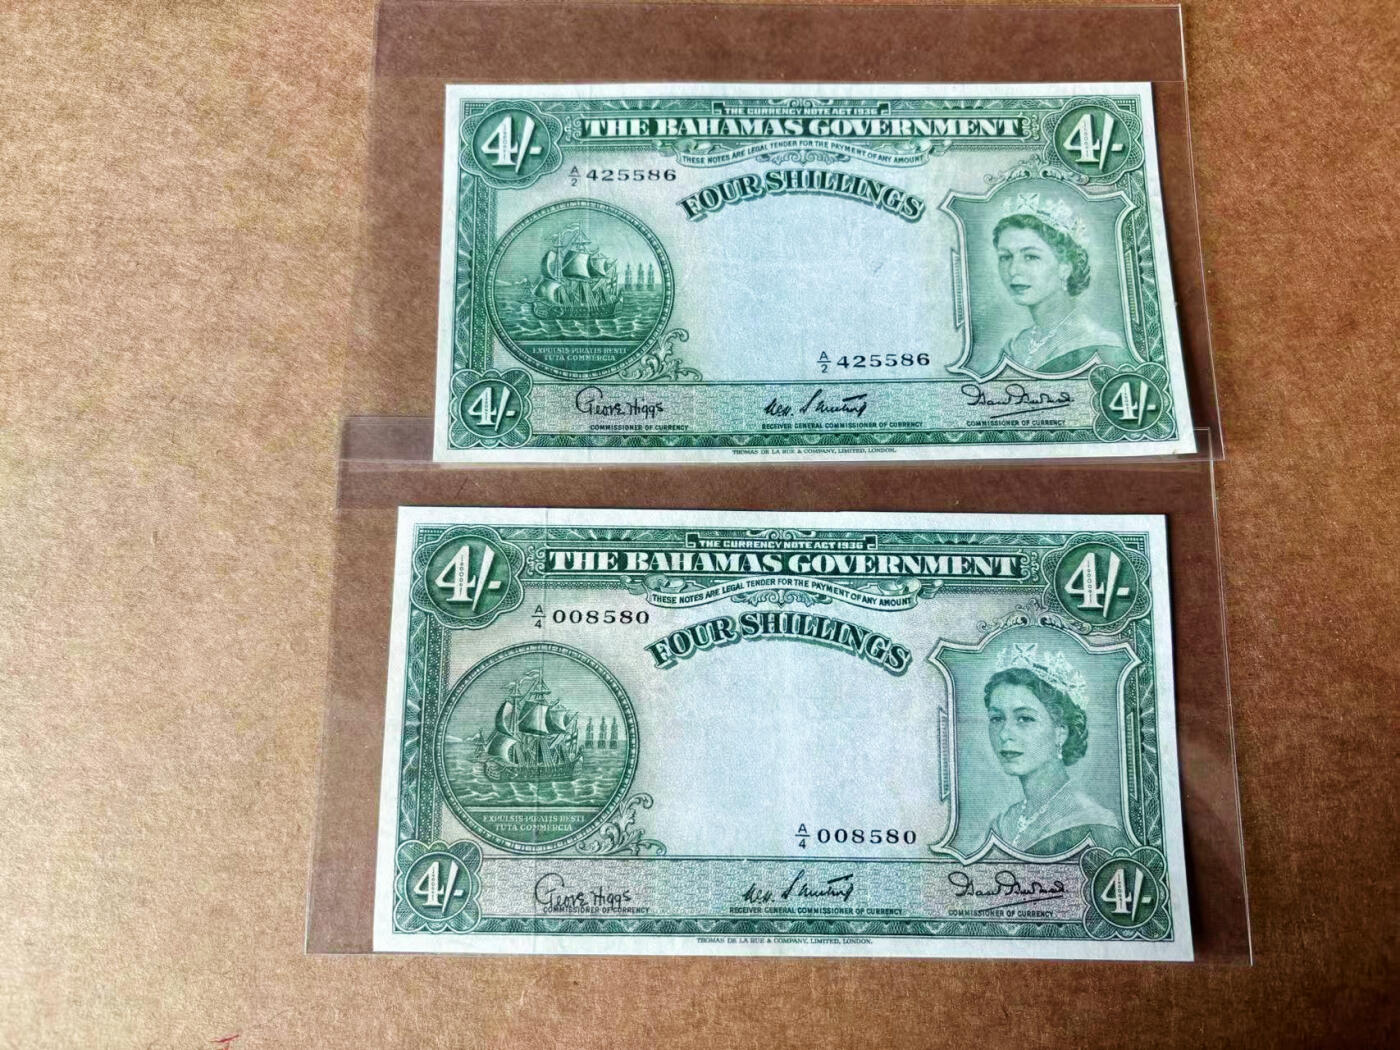 THE CURRENCY NOTE ACT 1936
4/- THE BAHAMAS GOVERNMENT 4/-
THESE NOTES ARE LEGAL TENDER FOR THE PAYMENT OF ANY AMOUNT
A/2 425586
FOUR SHILLINGS
EXPULSIS PIRATIS RESTI
TUTA COMMERCIA
A/2 425586
4/- 4/-
COMMISSIONER OF CURRENCY RECEIVER GENERAL COMMISSIONER OF CURRENCY COMMISSIONER OF CURRENCY
THOMAS DE LA RUE & COMPANY, LIMITED, LONDON.
THE CURRENCY NOTE ACT 1936
4/- THE BAHAMAS GOVERNMENT 4/-
THESE NOTES ARE LEGAL TENDER FOR THE PAYMENT OF ANY AMOUNT
A/4 008580
FOUR SHILLINGS
EXPULSIS PIRATIS RESTI
TUTA COMMERCIA
A/4 008580
4/- 4/-
COMMISSIONER OF CURRENCY RECEIVER GENERAL COMMISSIONER OF CURRENCY COMMISSIONER OF CURRENCY
THOMAS DE LA RUE & COMPANY, LIMITED, LONDON.